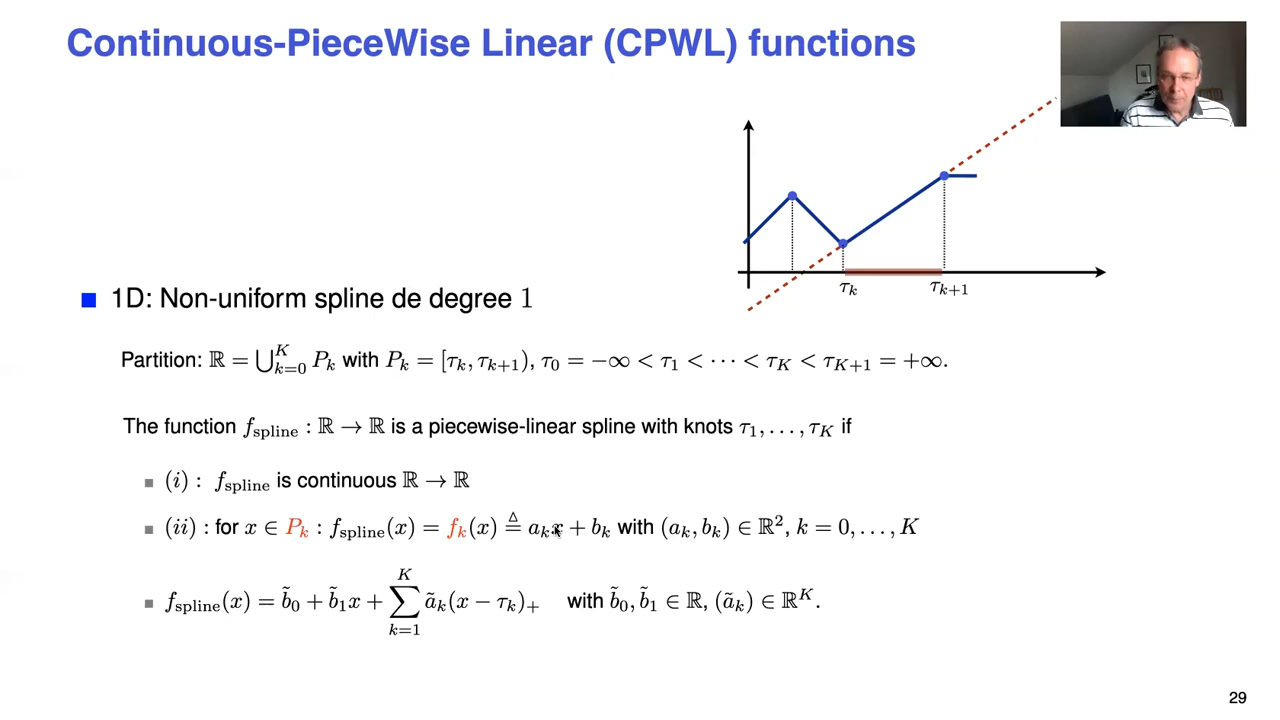 Continuous-PieceWise Linear (CPWL) functions
τ_k τ_{k+1}
1D: Non-uniform spline de degree 1
Partition: ℝ = ⋃_{k=0}^{K} P_k with P_k = [τ_k, τ_{k+1}), τ_0 = −∞ < τ_1 < ⋯ < τ_K < τ_{K+1} = +∞.
The function f_spline : ℝ → ℝ is a piecewise-linear spline with knots τ_1, . . . , τ_K if
(i) : f_spline is continuous ℝ → ℝ
(ii) : for x ∈ P_k : f_spline(x) = f_k(x) ≜ a_k x + b_k with (a_k, b_k) ∈ ℝ², k = 0, . . . , K
f_spline(x) = b̃_0 + b̃_1 x + ∑_{k=1}^{K} ã_k (x − τ_k)_+ with b̃_0, b̃_1 ∈ ℝ, (ã_k) ∈ ℝ^K.
29